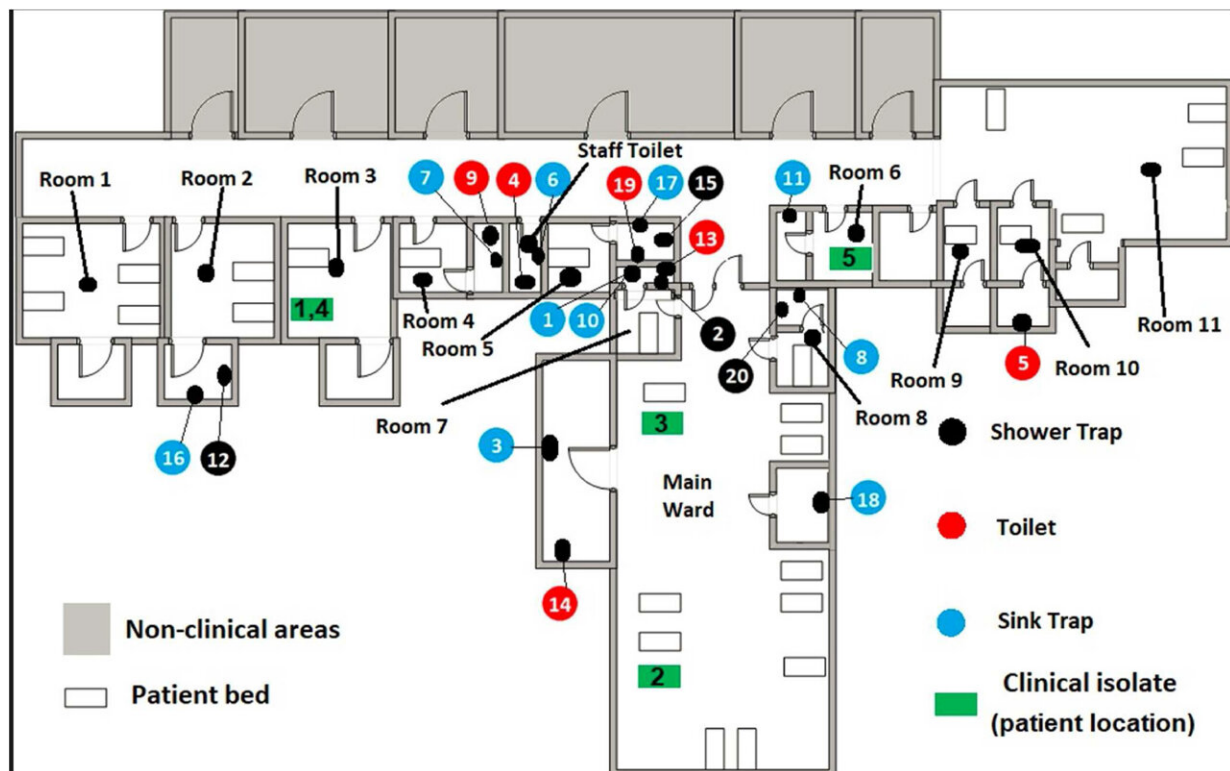 Staff Toilet
Room 1
Room 2
Room 3
7
9
4
6
19
17
15
11
Room 6
13
5
1,4
Room 4
Room 5
1
10
2
20
8
Room 9
5
Room 10
Room 11
Room 7
Room 8
16
12
3
3
Main
Ward
18
Shower Trap
Toilet
14
2
Sink Trap
Non-clinical areas
Patient bed
Clinical isolate
(patient location)